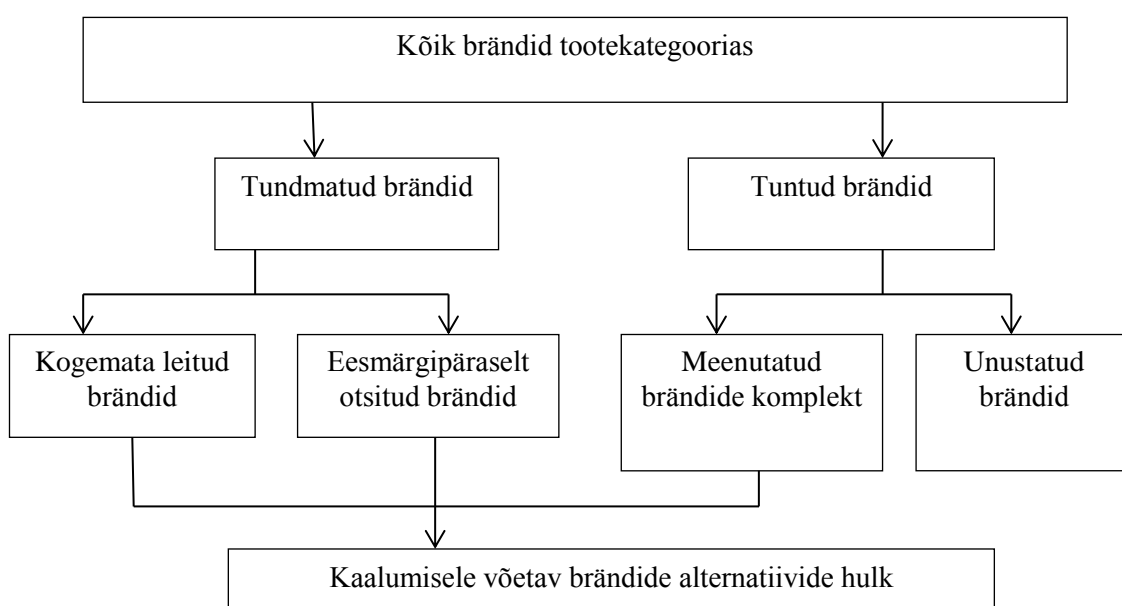 Kõik brändid tootekategoorias
Tundmatud brändid
Tuntud brändid
Kogemata leitud
brändid
Eesmärgipäraselt
otsitud brändid
Meenutatud
brändide komplekt
Unustatud
brändid
Kaalumisele võetav brändide alternatiivide hulk